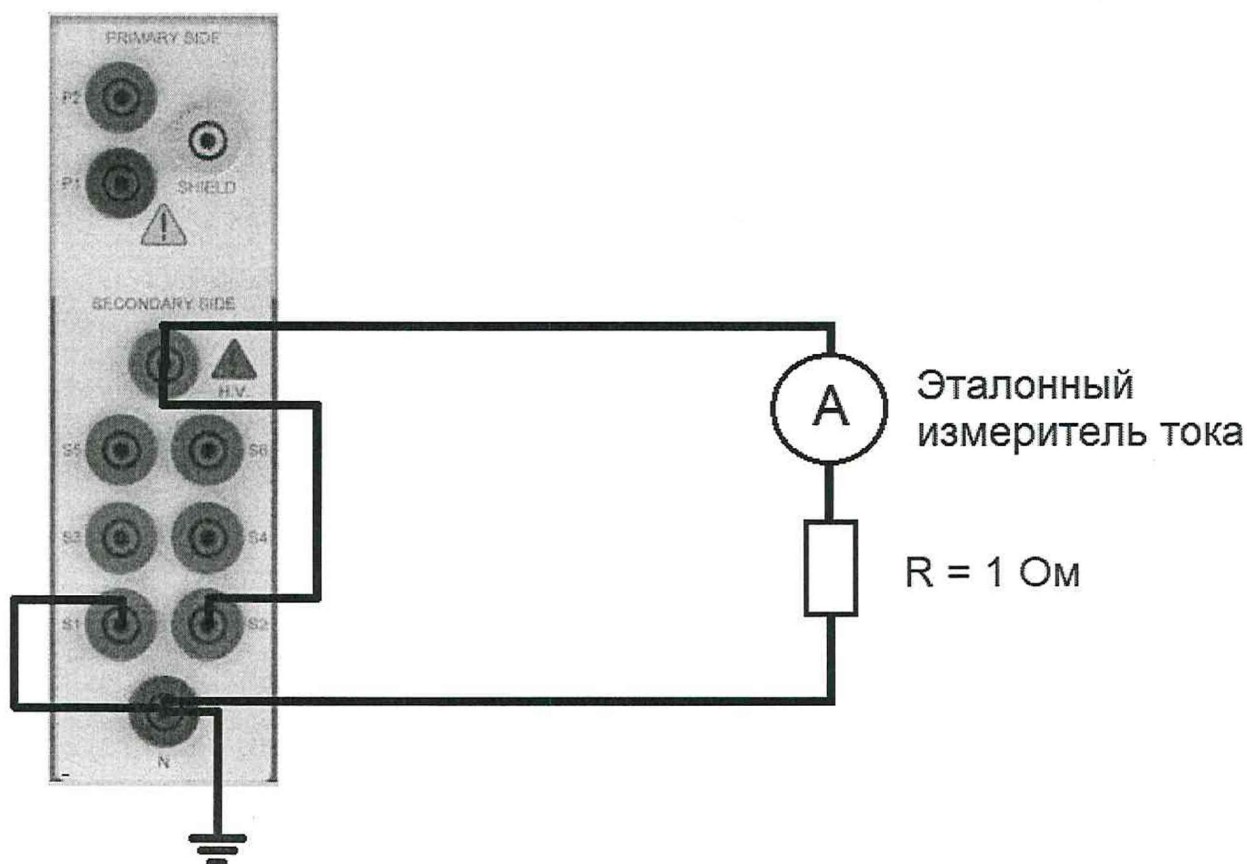 PRIMARY SIDE
P2
P1
SHIELD
SECONDARY SIDE
H.V.
A
Эталонный
измеритель тока
S5
S6
S3
S4
R = 1 Ом
S1
S2
N